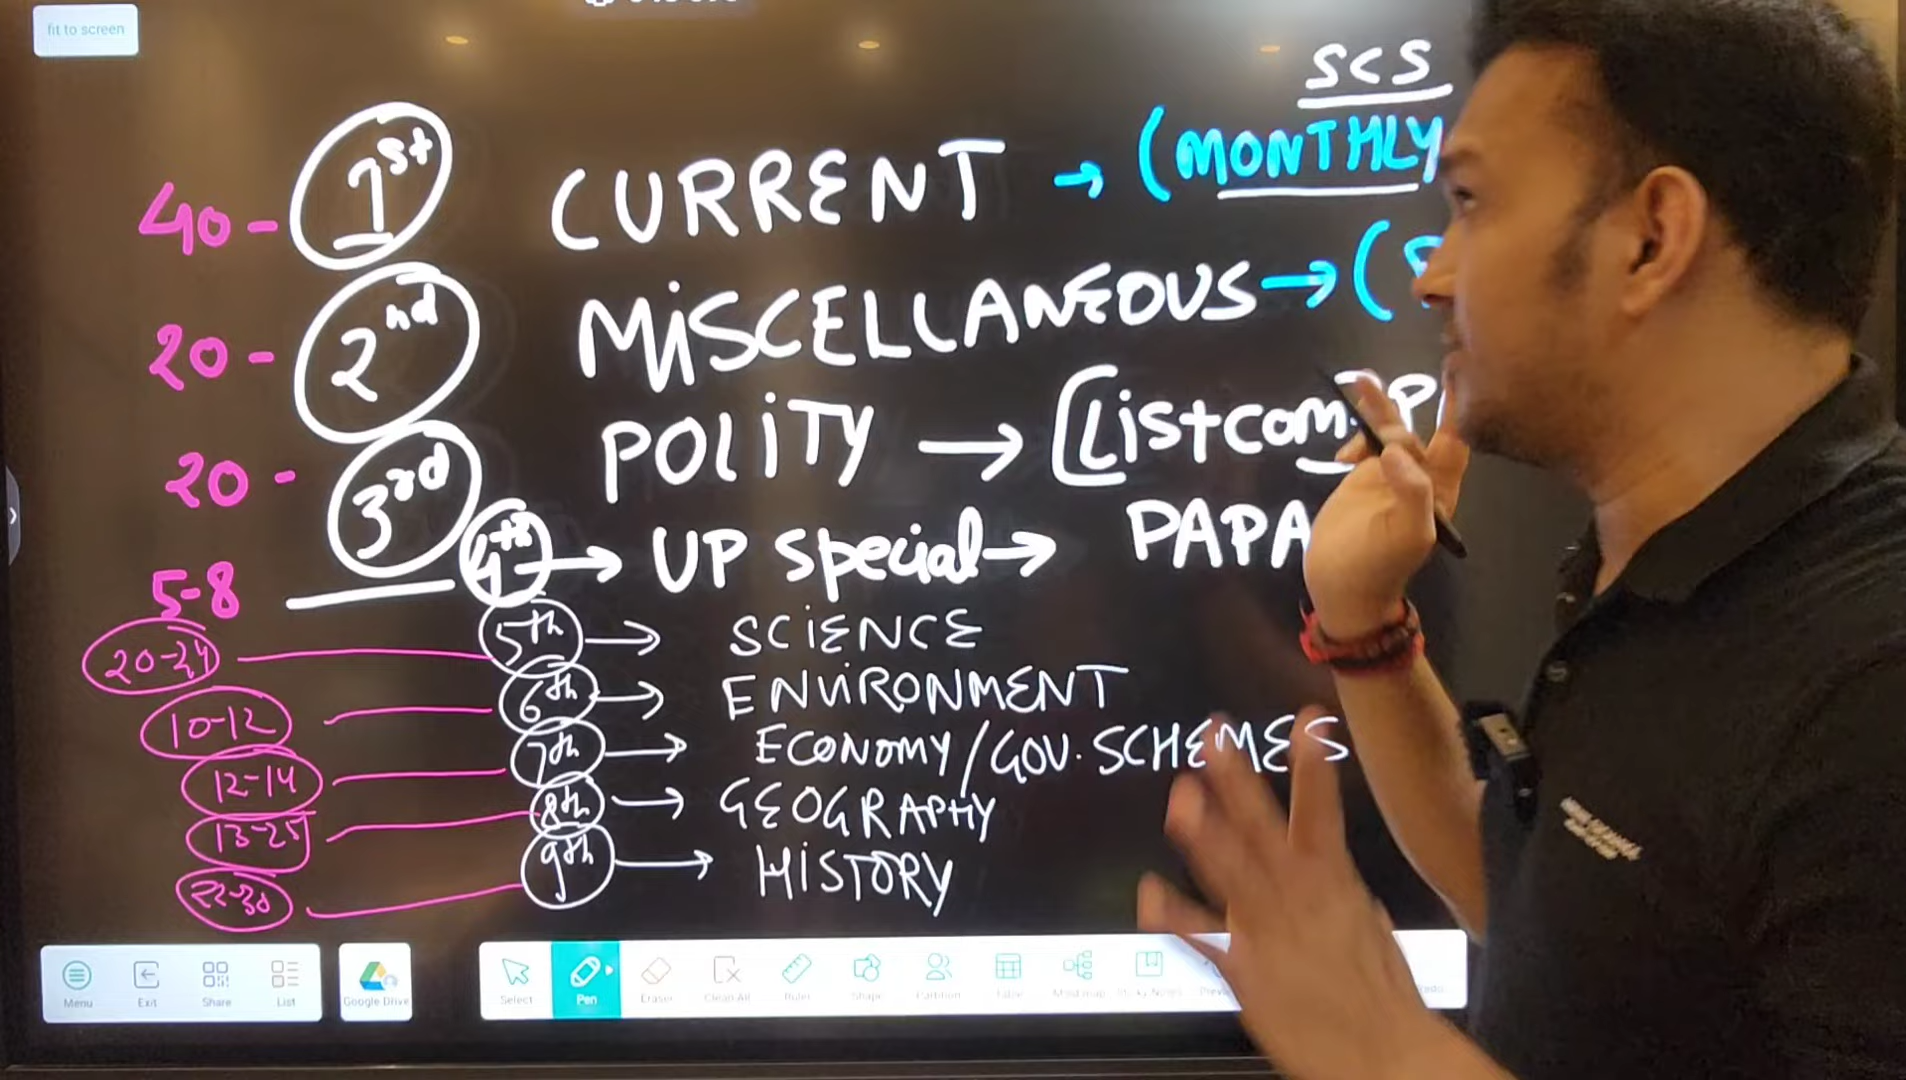 fit to screen
SCS
40 - 1st CURRENT → (MONTHLY
20 - 2nd MISCELLANEOUS → (
20 - 3rd POLITY → [Listcom.
5-8 4th → UP special → PAPA
20-24 5th → SCIENCE
10-12 6th → ENVIRONMENT
12-14 7th → ECONOMY/GOV. SCHEMES
13-25 8th → GEOGRAPHY
22-30 9th → HISTORY
Menu Exit Share List Google Drive Select Pen Eraser Clean All Ruler Shape Partition Table Mind map Sticky Notes